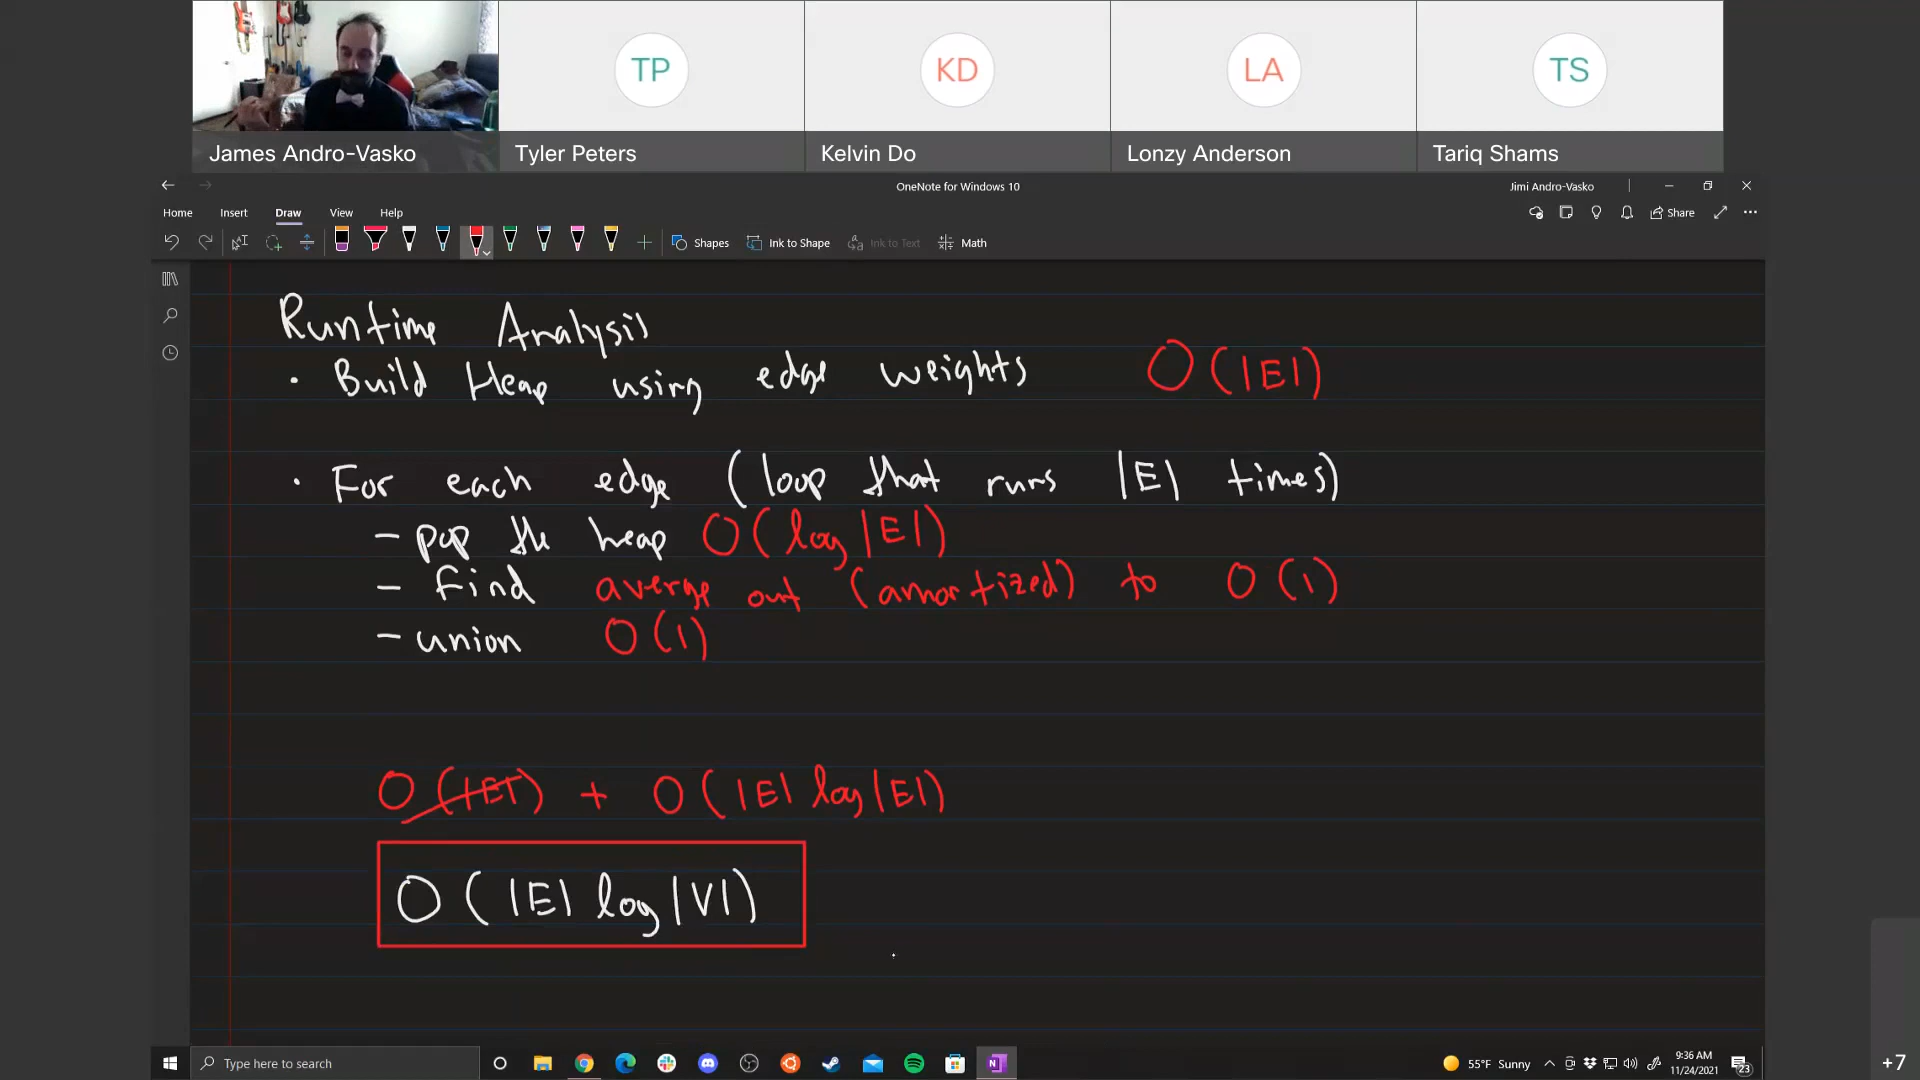 TP
KD
LA
TS
James Andro-Vasko
Tyler Peters
Kelvin Do
Lonzy Anderson
Tariq Shams
OneNote for Windows 10
Jimi Andro-Vasko
Home Insert Draw View Help
Share
Shapes Ink to Shape Ink to Text Math
Runtime Analysis
• Build Heap using edge weights O(|E|)
• For each edge (loop that runs |E| times)
- pop the heap O(log|E|)
- find average out (amortized) to O(1)
- union O(1)
O(|E|) + O(|E| log|E|)
O(|E| log|V|)
Type here to search
55°F Sunny
9:36 AM
11/24/2021
23
+7